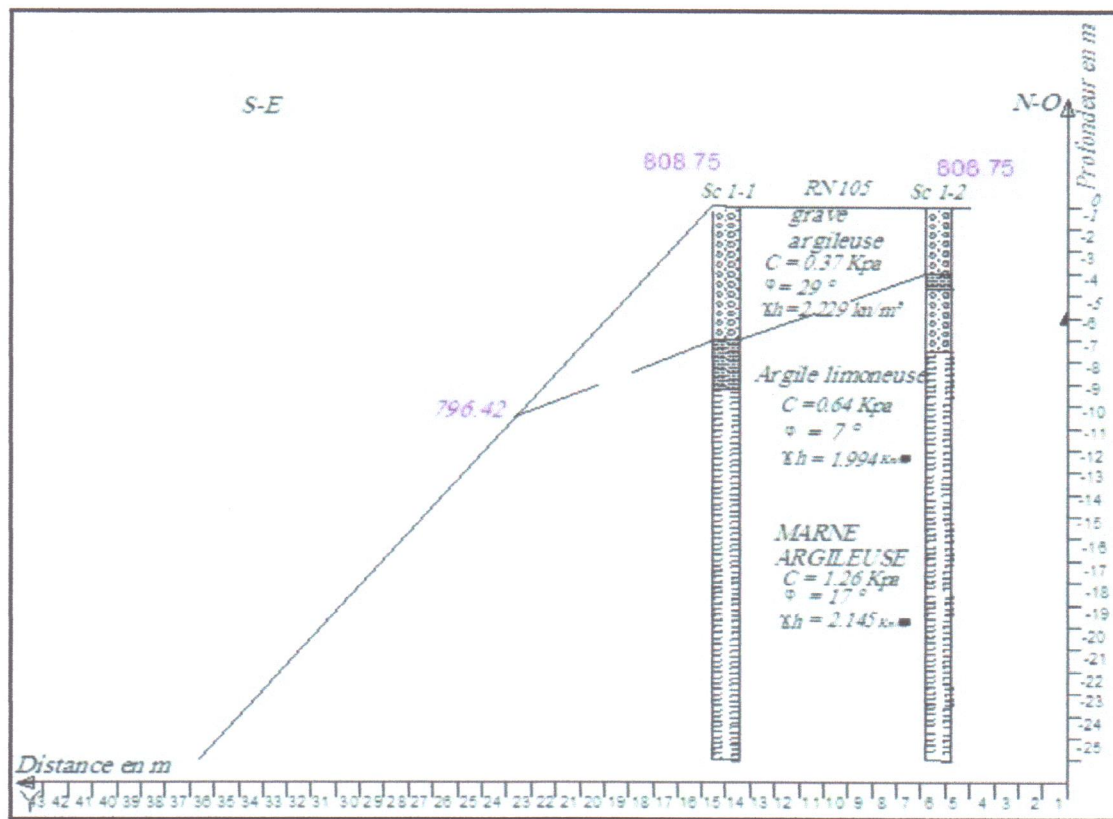 S-E
N-O
Profondeur en m
808.75
808.75
Sc 1-1 RN 105 Sc 1-2
grave
argileuse
C = 0.37 Kpa
φ = 29 °
γh = 2.229 kn/m³
Argile limoneuse
C = 0.64 Kpa
φ = 7 °
γh = 1.994
796.42
MARNE
ARGILEUSE
C = 1.26 Kpa
φ = 17 °
γh = 2.145
-0
-1
-2
-3
-4
-5
-6
-7
-8
-9
-10
-11
-12
-13
-14
-15
-16
-17
-18
-19
-20
-21
-22
-23
-24
-25
Distance en m
43 42 41 40 39 38 37 36 35 34 33 32 31 30 29 28 27 26 25 24 23 22 21 20 19 18 17 16 15 14 13 12 11 10 9 8 7 6 5 4 3 2 1